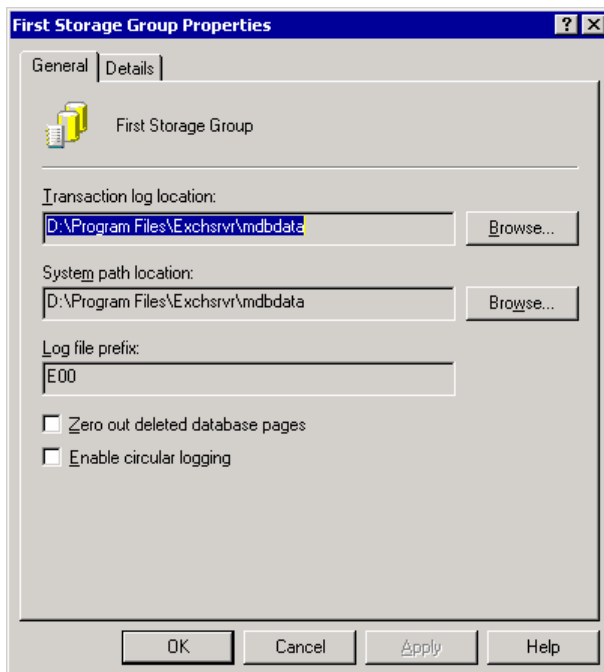 First Storage Group Properties
General
Details
First Storage Group
Transaction log location:
D:\Program Files\Exchsrvr\mdbdata
Browse...
System path location:
D:\Program Files\Exchsrvr\mdbdata
Browse...
Log file prefix:
E00
Zero out deleted database pages
Enable circular logging
OK
Cancel
Apply
Help